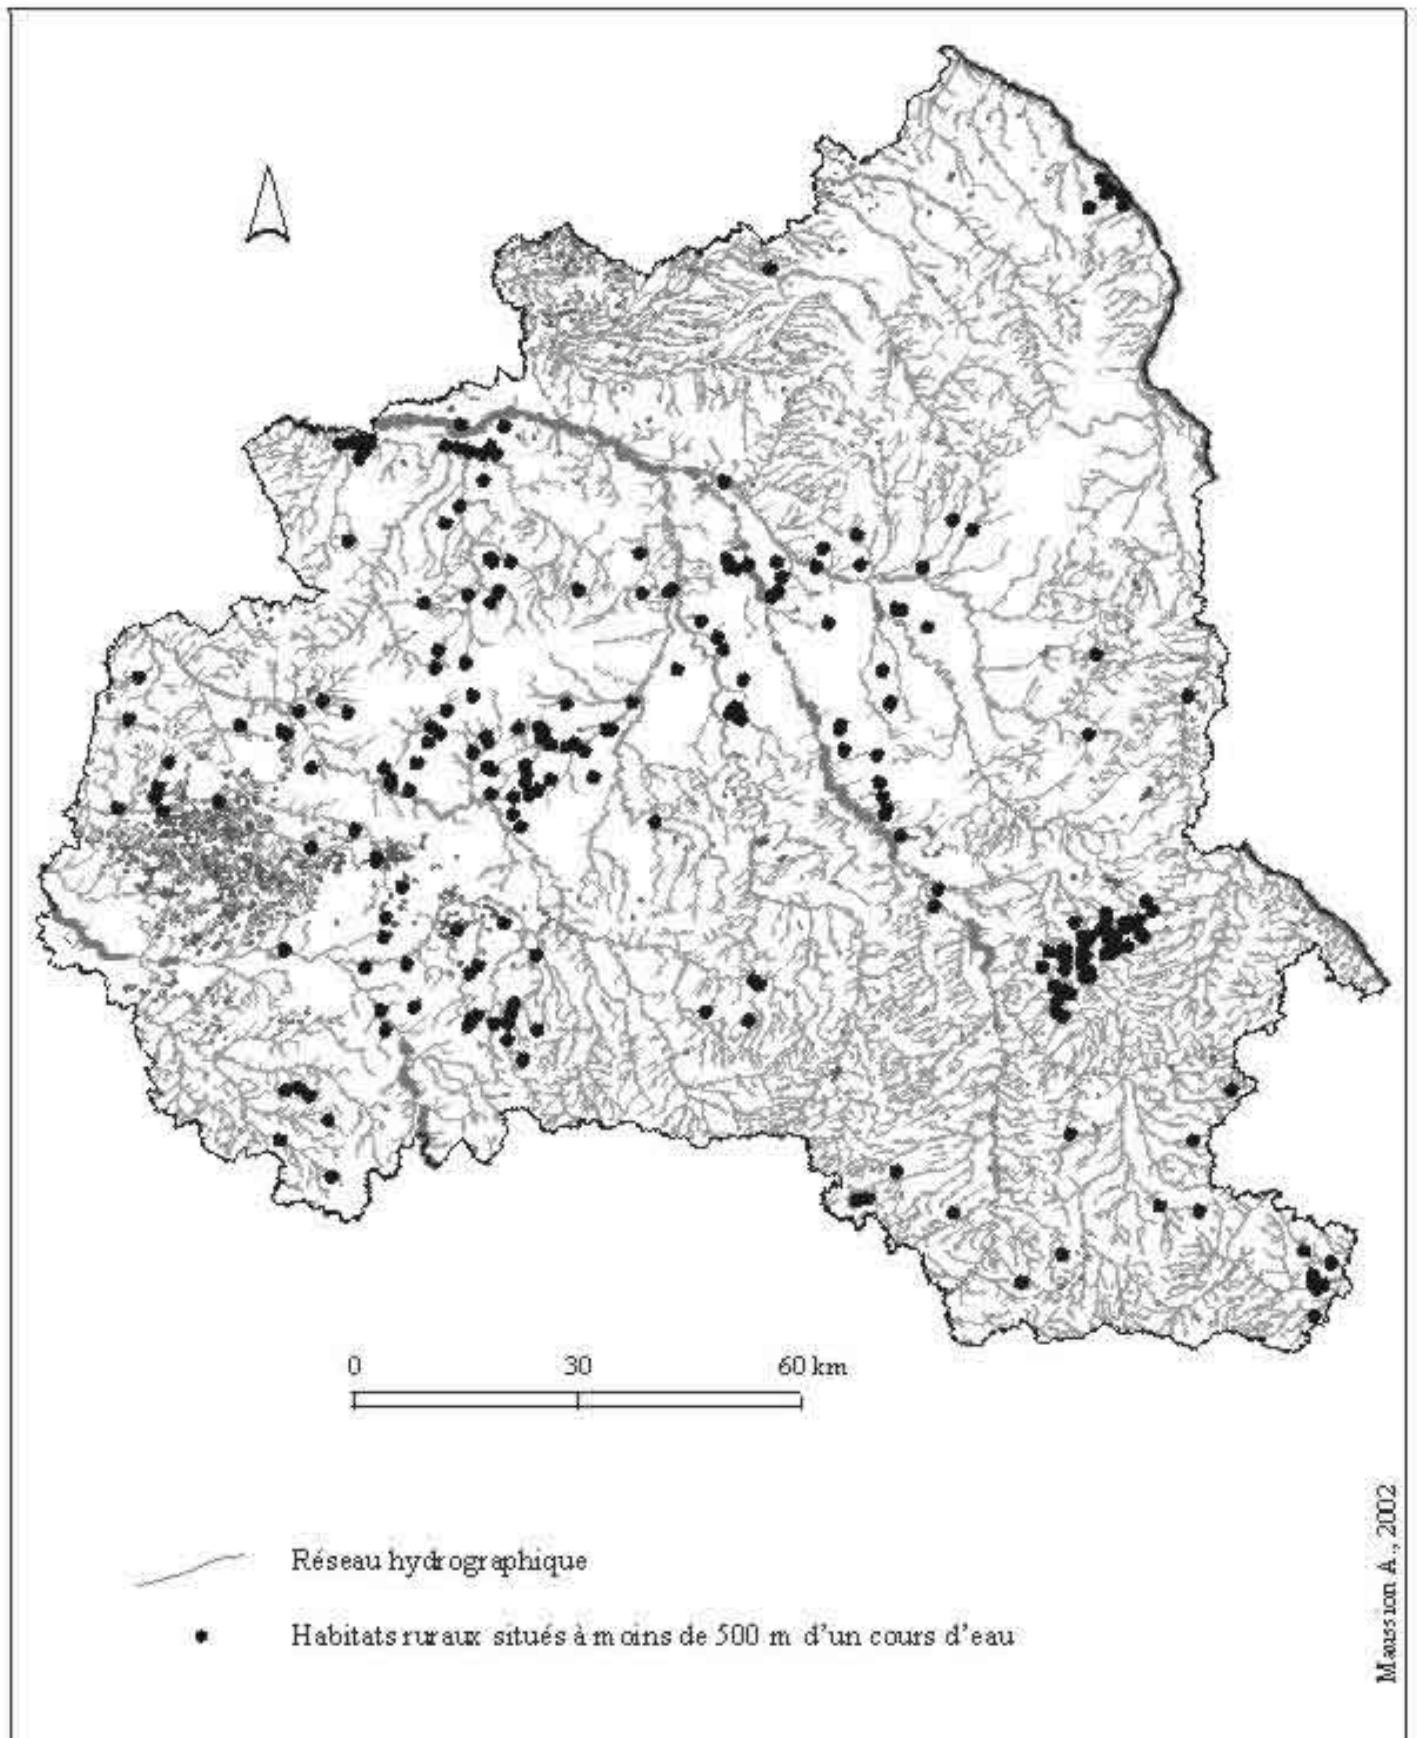 0 30 60 km
Réseau hydrographique
Habitats ruraux situés à moins de 500 m d'un cours d'eau
Maussion A., 2002